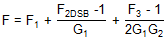 F = F₁ + (F₂DSB -1)/G₁ + (F₃ - 1)/(2G₁G₂)